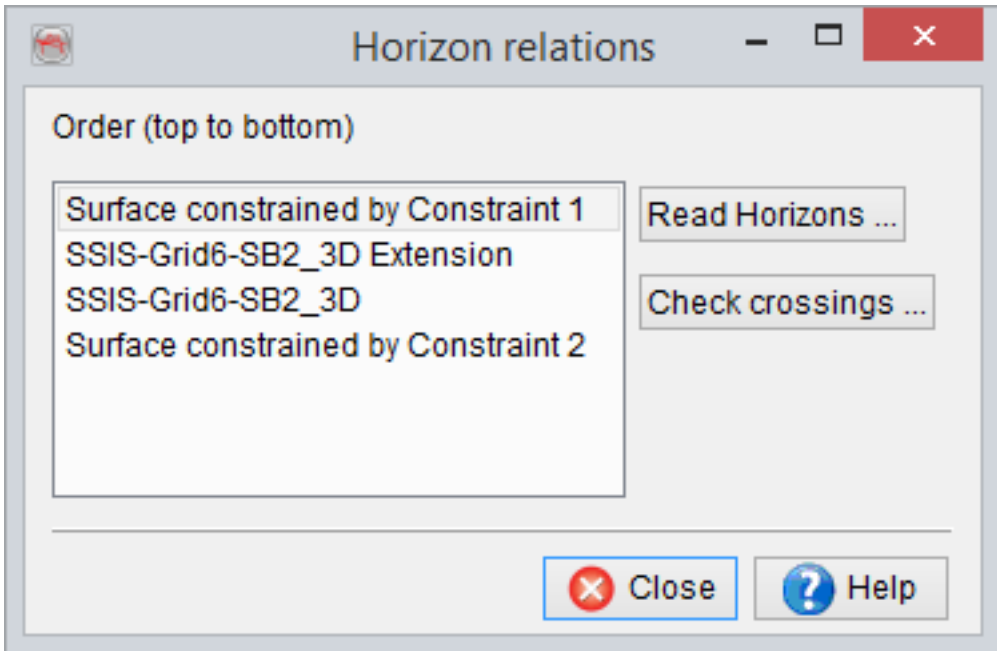 Horizon relations
Order (top to bottom)
Surface constrained by Constraint 1
SSIS-Grid6-SB2_3D Extension
SSIS-Grid6-SB2_3D
Surface constrained by Constraint 2
Read Horizons ...
Check crossings ...
Close
Help